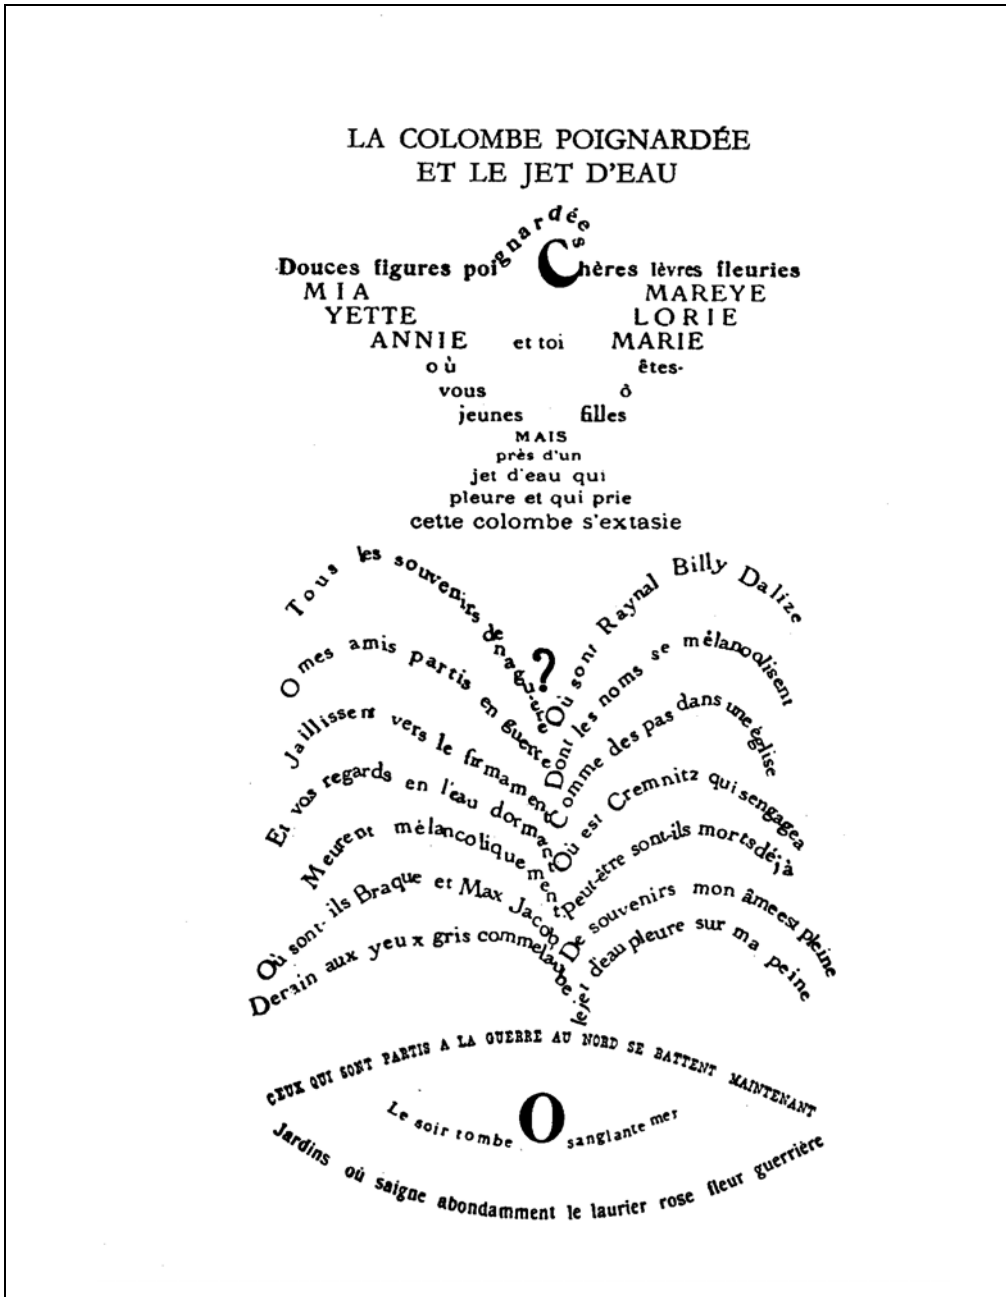 LA COLOMBE POIGNARDÉE
ET LE JET D'EAU
Douces figures poignardées Chères lèvres fleuries
MIA MAREYE
YETTE LORIE
ANNIE et toi MARIE
où êtes-
vous ô
jeunes filles
MAIS
près d'un
jet d'eau qui
pleure et qui prie
cette colombe s'extasie
Tous les souvenirs de naguère
O mes amis partis en guerre
Jaillissent vers le firmament
Et vos regards en l'eau dormant
Meurent mélancoliquement
Où sont-ils Braque et Max Jacob
Derain aux yeux gris comme l'aube
?
Où sont Raynal Billy Dalize
Dont les noms se mélancolisent
Comme des pas dans une église
Où est Cremnitz qui s'engagea
Peut-être sont-ils morts déjà
De souvenirs mon âme est pleine
le jet d'eau pleure sur ma peine
CEUX QUI SONT PARTIS A LA GUERRE AU NORD SE BATTENT MAINTENANT
Le soir tombe O sanglante mer
Jardins où saigne abondamment le laurier rose fleur guerrière